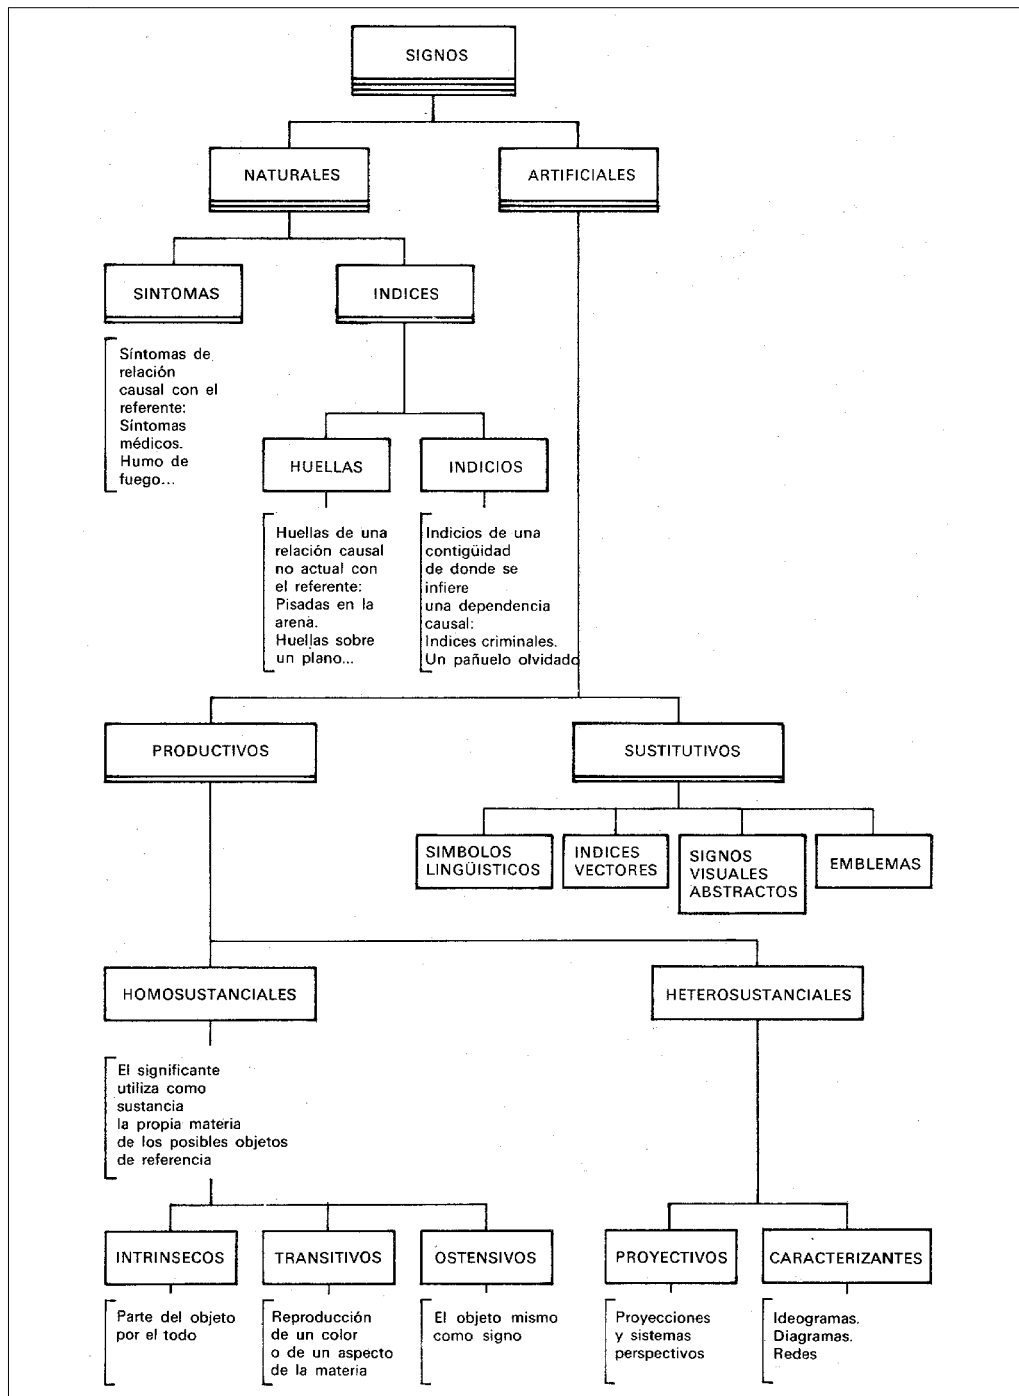 SIGNOS
NATURALES
ARTIFICIALES
SINTOMAS
INDICES
Síntomas de
relación
causal con el
referente:
Síntomas
médicos.
Humo de
fuego...
HUELLAS
INDICIOS
Huellas de una
relación causal
no actual con
el referente:
Pisadas en la
arena.
Huellas sobre
un plano...
Indicios de una
contigüidad
de donde se
infiere
una dependencia
causal:
Indices criminales.
Un pañuelo olvidado
PRODUCTIVOS
SUSTITUTIVOS
SIMBOLOS
LINGÜISTICOS
INDICES
VECTORES
SIGNOS
VISUALES
ABSTRACTOS
EMBLEMAS
HOMOSUSTANCIALES
HETEROSUSTANCIALES
El significante
utiliza como
sustancia
la propia materia
de los posibles objetos
de referencia
INTRINSECOS
TRANSITIVOS
OSTENSIVOS
PROYECTIVOS
CARACTERIZANTES
Parte del objeto
por el todo
Reproducción
de un color
o de un aspecto
de la materia
El objeto mismo
como signo
Proyecciones
y sistemas
perspectivos
Ideogramas.
Diagramas.
Redes